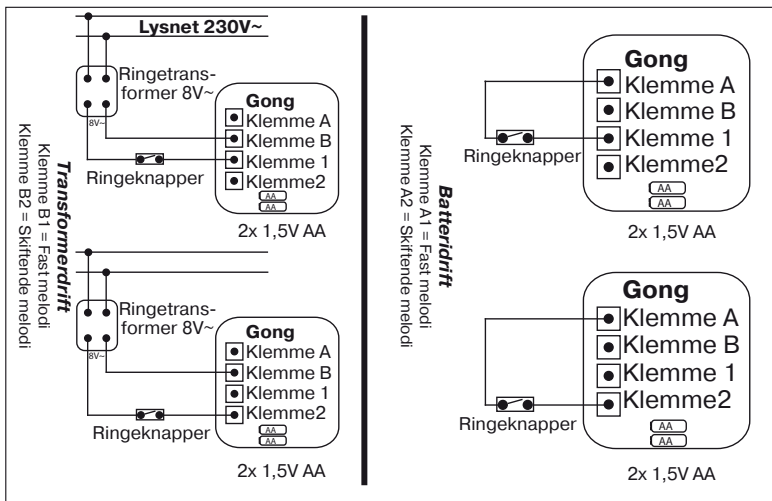 Lysnet 230V~
Ringetrans-
former 8V~
8V~
Gong
Klemme A
Klemme B
Klemme 1
Klemme2
AA
AA
Ringeknapper
2x 1,5V AA
Transformerdrift
Klemme B1 = Fast melodi
Klemme B2 = Skiftende melodi
Ringetrans-
former 8V~
8V~
Gong
Klemme A
Klemme B
Klemme 1
Klemme2
AA
AA
Ringeknapper
2x 1,5V AA
Gong
Klemme A
Klemme B
Klemme 1
Klemme2
AA
AA
Ringeknapper
2x 1,5V AA
Batteridrift
Klemme A1 = Fast melodi
Klemme A2 = Skiftende melodi
Gong
Klemme A
Klemme B
Klemme 1
Klemme2
AA
AA
Ringeknapper
2x 1,5V AA